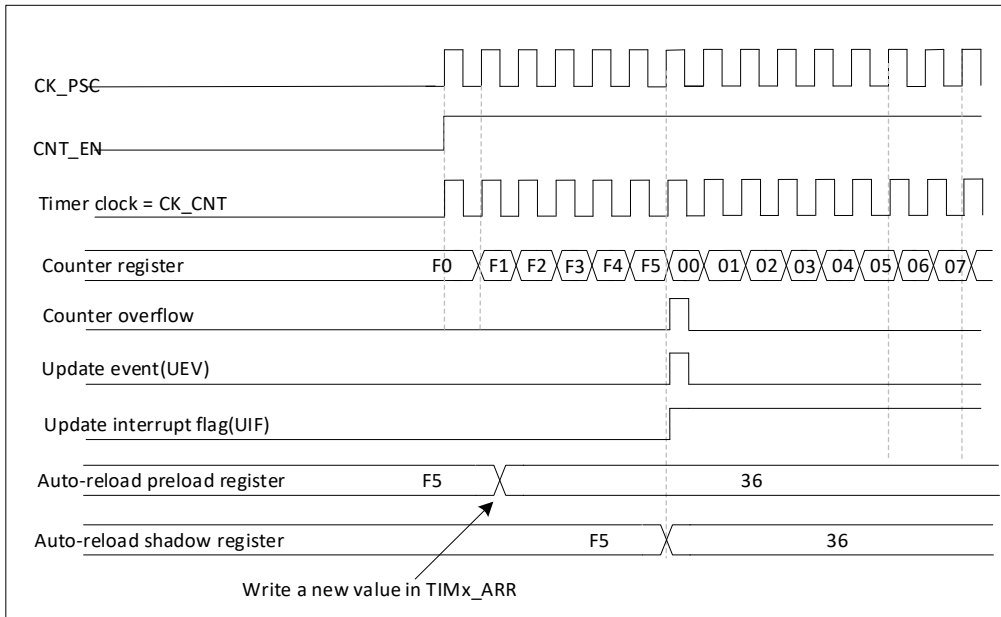 CK_PSC
CNT_EN
Timer clock = CK_CNT
Counter register F0 F1 F2 F3 F4 F5 00 01 02 03 04 05 06 07
Counter overflow
Update event(UEV)
Update interrupt flag(UIF)
Auto-reload preload register F5 36
Auto-reload shadow register F5 36
Write a new value in TIMx_ARR